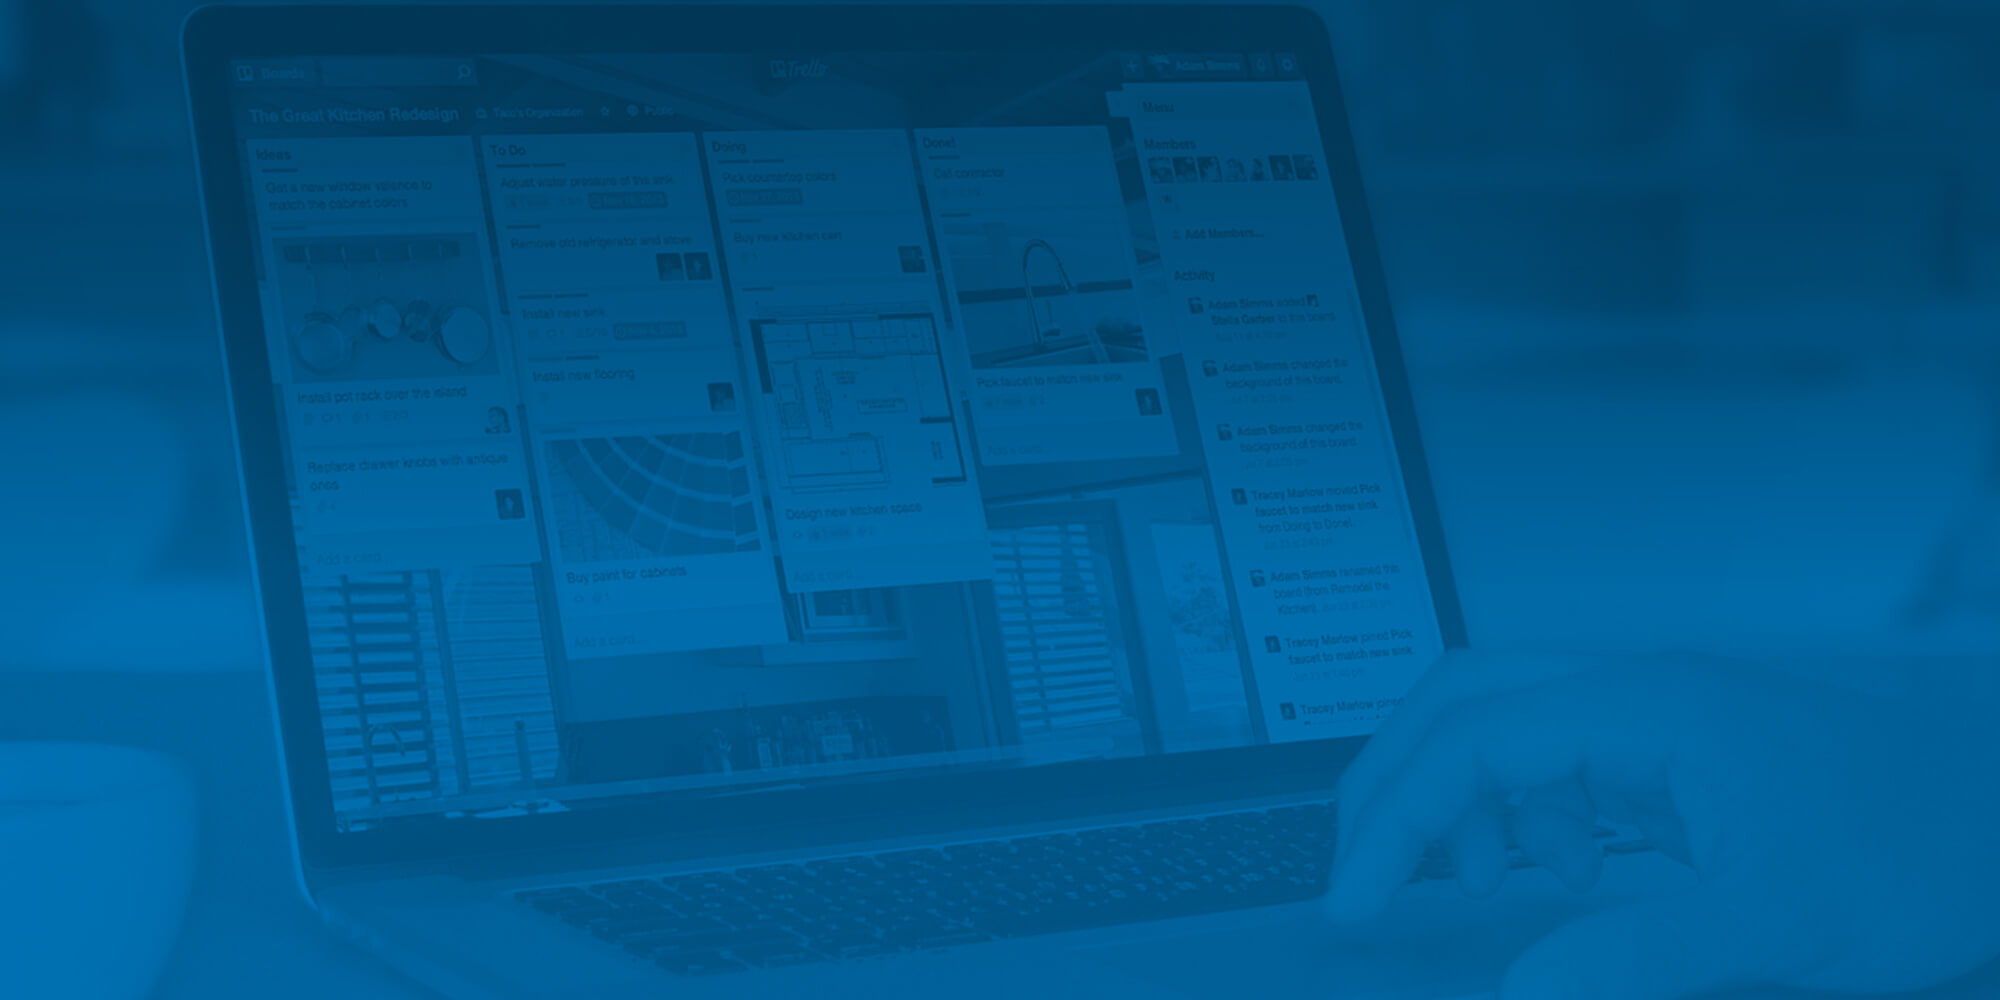 Boards
Trello
Adam Simms
The Great Kitchen Redesign
Taco's Organization
Public
Ideas
Get a new window valence to
match the cabinet colors
Install pot rack over the island
Replace drawer knobs with antique
ones
Add a card...
To Do
Adjust water pressure of the sink
Remove old refrigerator and stove
Install new sink
Install new flooring
Buy paint for cabinets
Add a card...
Doing
Pick countertop colors
Buy new kitchen cart
Design new kitchen space
Add a card...
Done!
Call contractor
Pick faucet to match new sink
Add a card...
Menu
Members
W
Add Members...
Activity
Adam Simms added
Stella Garber to this board.
Adam Simms changed the
background of this board.
Adam Simms changed the
background of this board.
Tracey Marlow moved Pick
faucet to match new sink
from Doing to Done!.
Adam Simms renamed this
board (from Remodel the
Kitchen).
Tracey Marlow joined Pick
faucet to match new sink.
Tracey Marlow joined